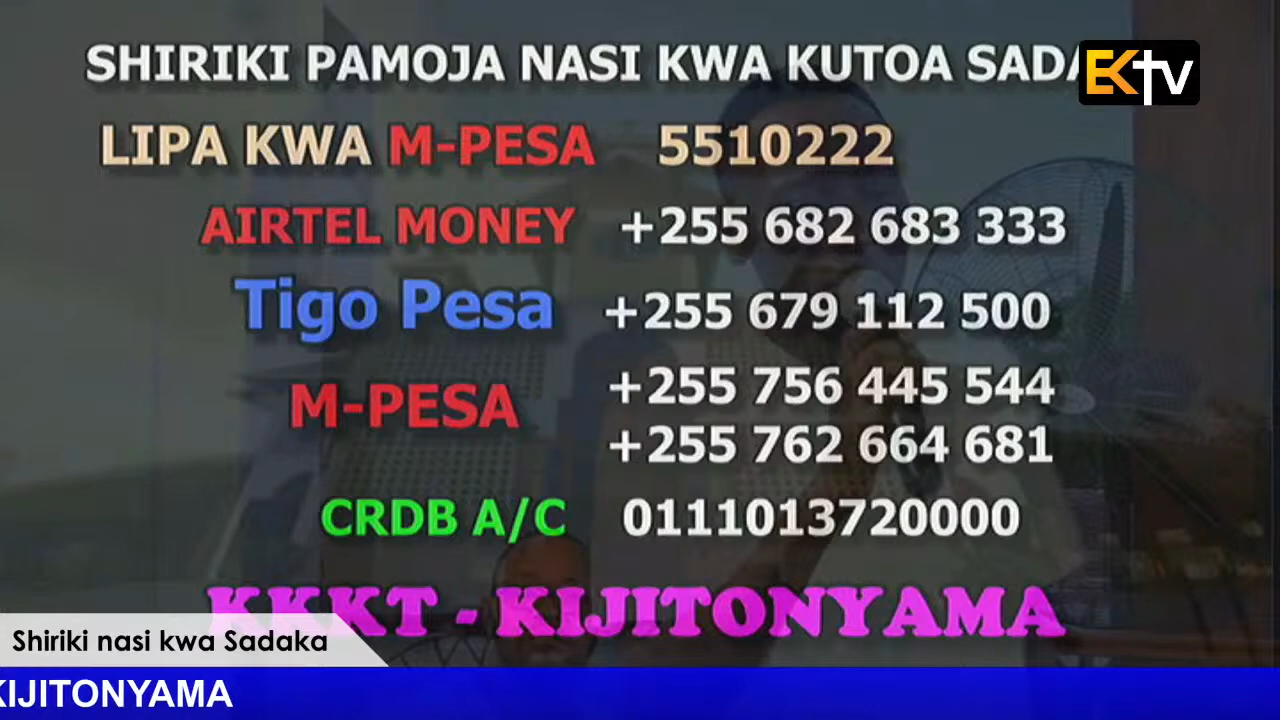 SHIRIKI PAMOJA NASI KWA KUTOA SADA
EKTV
LIPA KWA M-PESA 5510222
AIRTEL MONEY +255 682 683 333
Tigo Pesa +255 679 112 500
M-PESA +255 756 445 544
+255 762 664 681
CRDB A/C 0111013720000
KKKT - KIJITONYAMA
Shiriki nasi kwa Sadaka
KIJITONYAMA